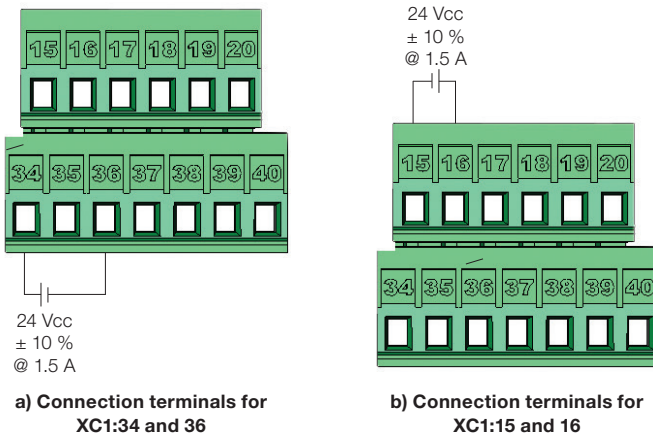 15 16 17 18 19 20
34 35 36 37 38 39 40
24 Vcc
± 10 %
@ 1.5 A
a) Connection terminals for
XC1:34 and 36
24 Vcc
± 10 %
@ 1.5 A
15 16 17 18 19 20
34 35 36 37 38 39 40
b) Connection terminals for
XC1:15 and 16